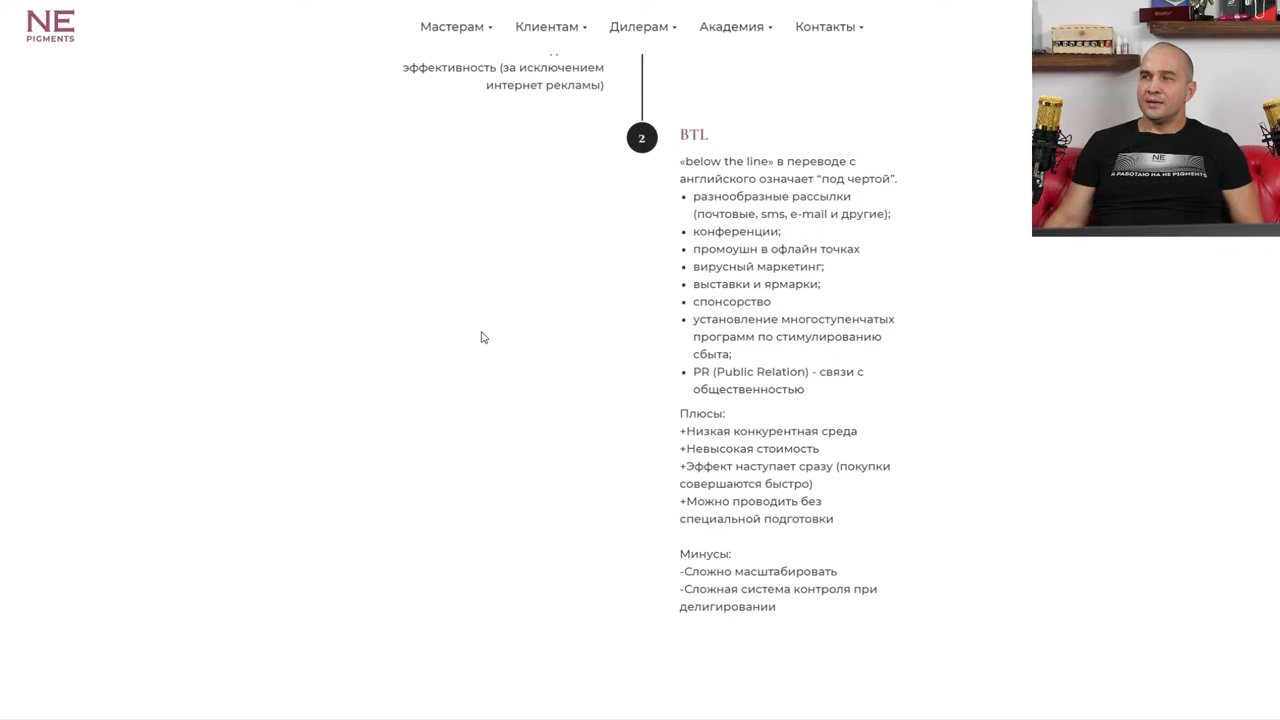 NE
PIGMENTS
Мастерам
Клиентам
Дилерам
Академия
Контакты
эффективность (за исключением
интернет рекламы)
2
BTL
«below the line» в переводе с
английского означает “под чертой”.
разнообразные рассылки
(почтовые, sms, e-mail и другие);
конференции;
промоушн в офлайн точках
вирусный маркетинг;
выставки и ярмарки;
спонсорство
установление многоступенчатых
программ по стимулированию
сбыта;
PR (Public Relation) - связи с
общественностью
Плюсы:
+Низкая конкурентная среда
+Невысокая стоимость
+Эффект наступает сразу (покупки
совершаются быстро)
+Можно проводить без
специальной подготовки
Минусы:
-Сложно масштабировать
-Сложная система контроля при
делигировании
NE
Я РАБОТАЮ НА NE PIGMENTS